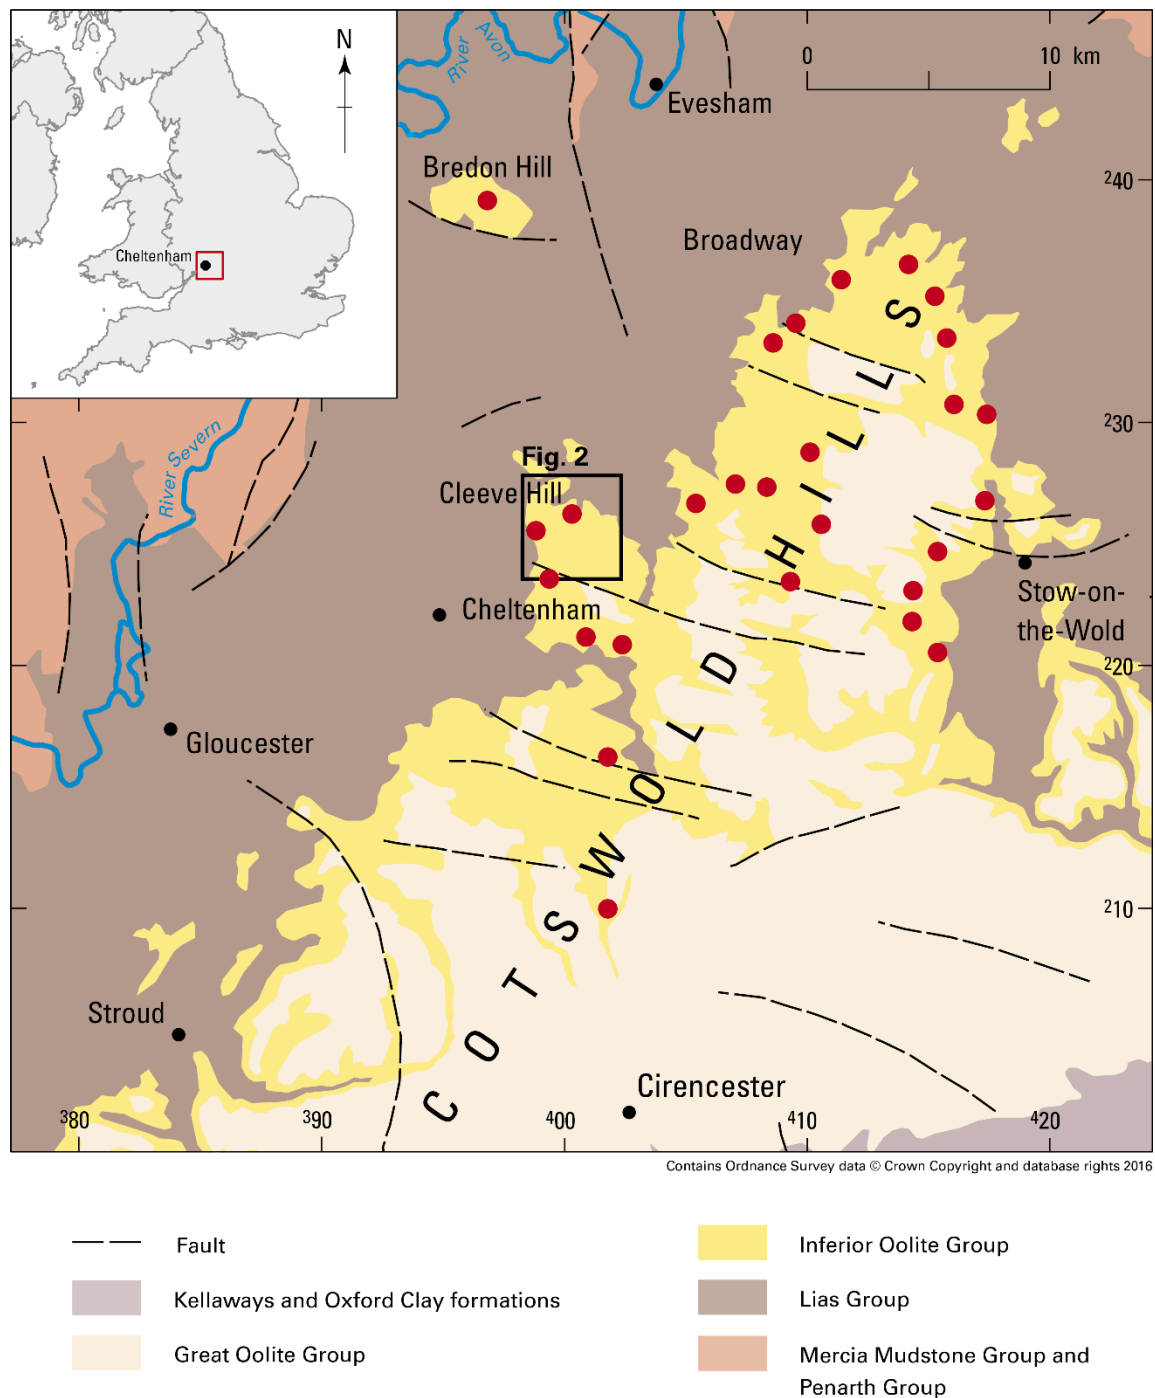 N
Cheltenham
River
Avon
Evesham
0
10 km
Bredon Hill
240
Broadway
River Severn
230
Fig. 2
Cleeve Hill
Cheltenham
Stow-on-
the-Wold
220
Gloucester
COTSWOLD HILLS
210
Stroud
Cirencester
380
390
400
410
420
Contains Ordnance Survey data © Crown Copyright and database rights 2016
Fault
Kellaways and Oxford Clay formations
Great Oolite Group
Inferior Oolite Group
Lias Group
Mercia Mudstone Group and
Penarth Group